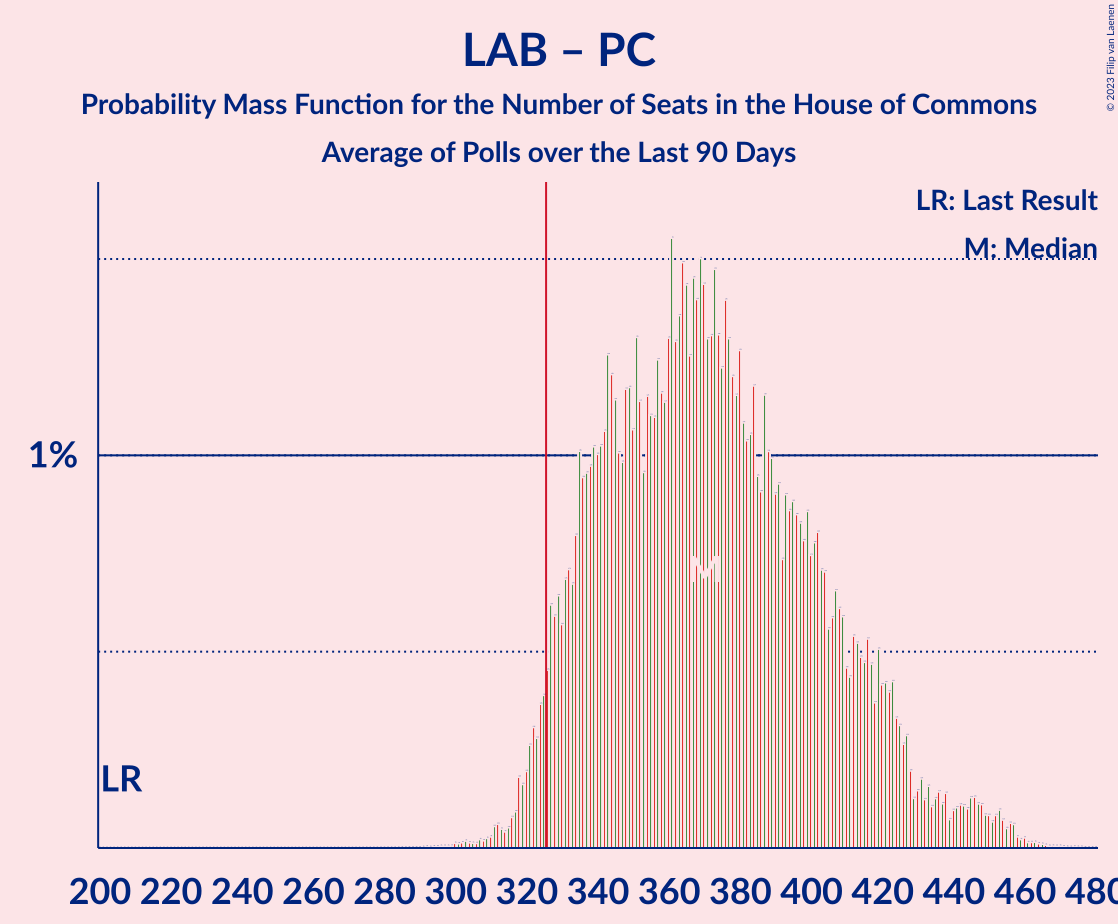 LAB – PC
Probability Mass Function for the Number of Seats in the House of Commons
Average of Polls over the Last 90 Days
© 2023 Filip van Laenen
LR: Last Result
M: Median
1%
M
LR
200 220 240 260 280 300 320 340 360 380 400 420 440 460 480